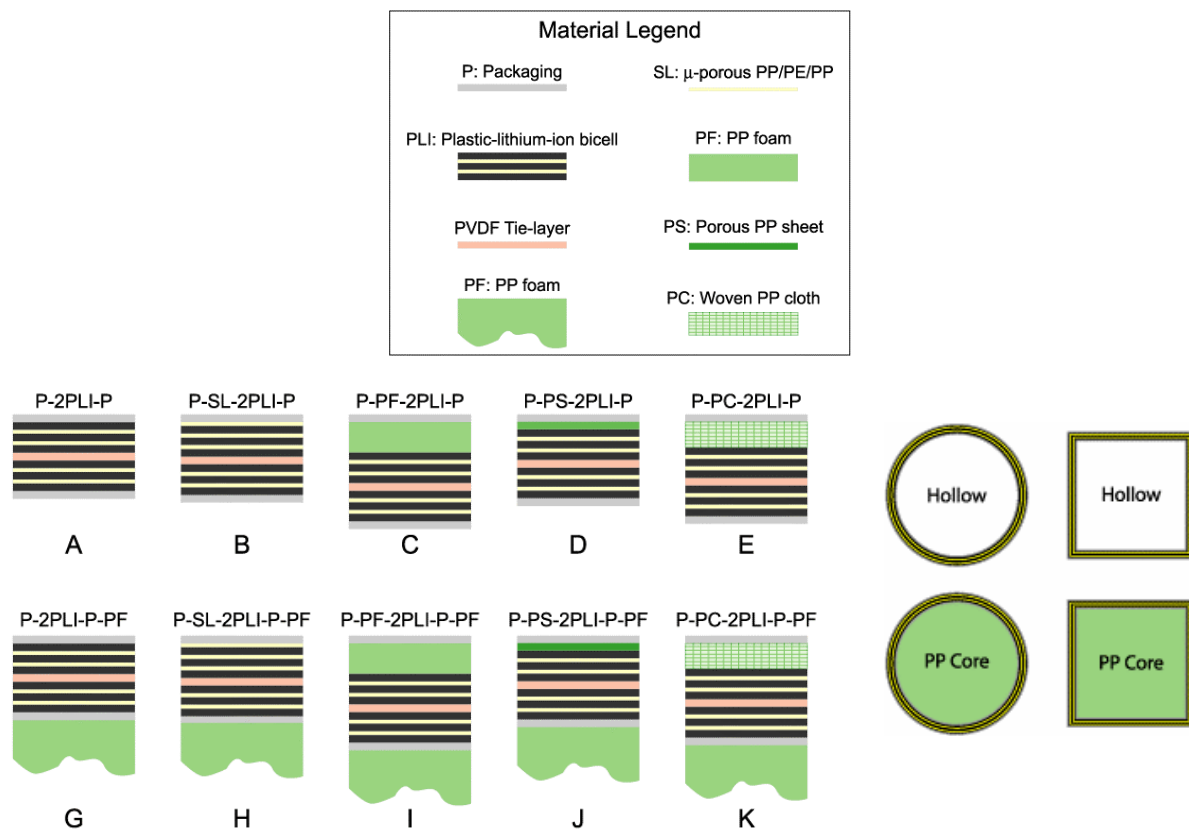 Material Legend
P: Packaging
SL: μ-porous PP/PE/PP
PLI: Plastic-lithium-ion bicell
PF: PP foam
PVDF Tie-layer
PS: Porous PP sheet
PF: PP foam
PC: Woven PP cloth
P-2PLI-P
P-SL-2PLI-P
P-PF-2PLI-P
P-PS-2PLI-P
P-PC-2PLI-P
A
B
C
D
E
Hollow
Hollow
P-2PLI-P-PF
P-SL-2PLI-P-PF
P-PF-2PLI-P-PF
P-PS-2PLI-P-PF
P-PC-2PLI-P-PF
G
H
I
J
K
PP Core
PP Core